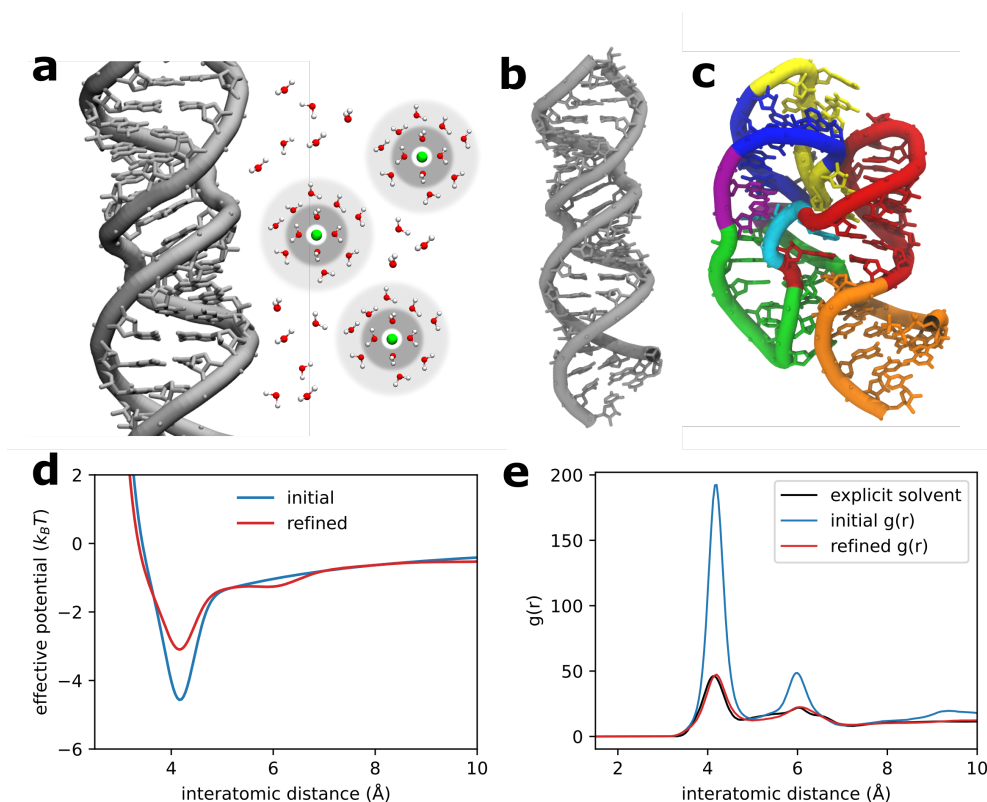 a
b
c
d
2
0
−2
−4
−6
effective potential (k_BT)
initial
refined
4
6
8
10
interatomic distance (Å)
e
200
150
100
50
0
g(r)
explicit solvent
initial g(r)
refined g(r)
2
4
6
8
10
interatomic distance (Å)